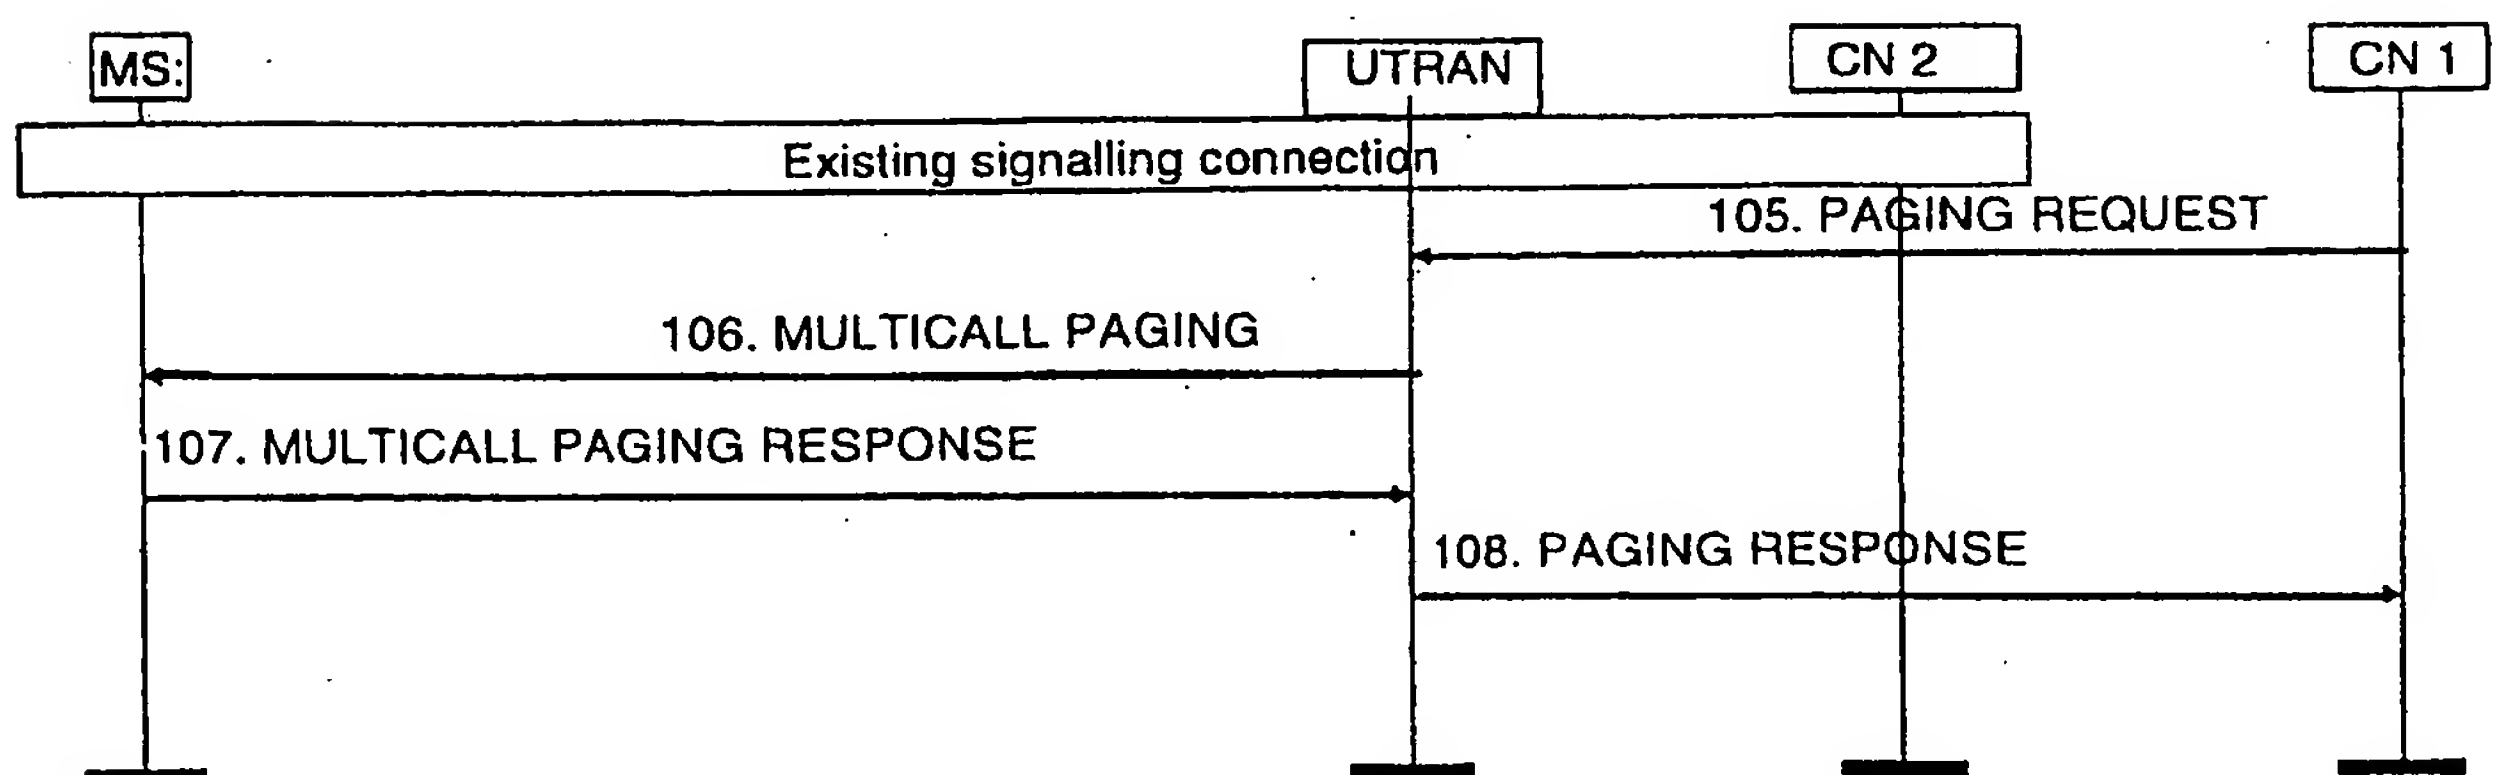 MS:
UTRAN
CN 2
CN 1
Existing signalling connection
105. PAGING REQUEST
106. MULTICALL PAGING
107. MULTICALL PAGING RESPONSE
108. PAGING RESPONSE